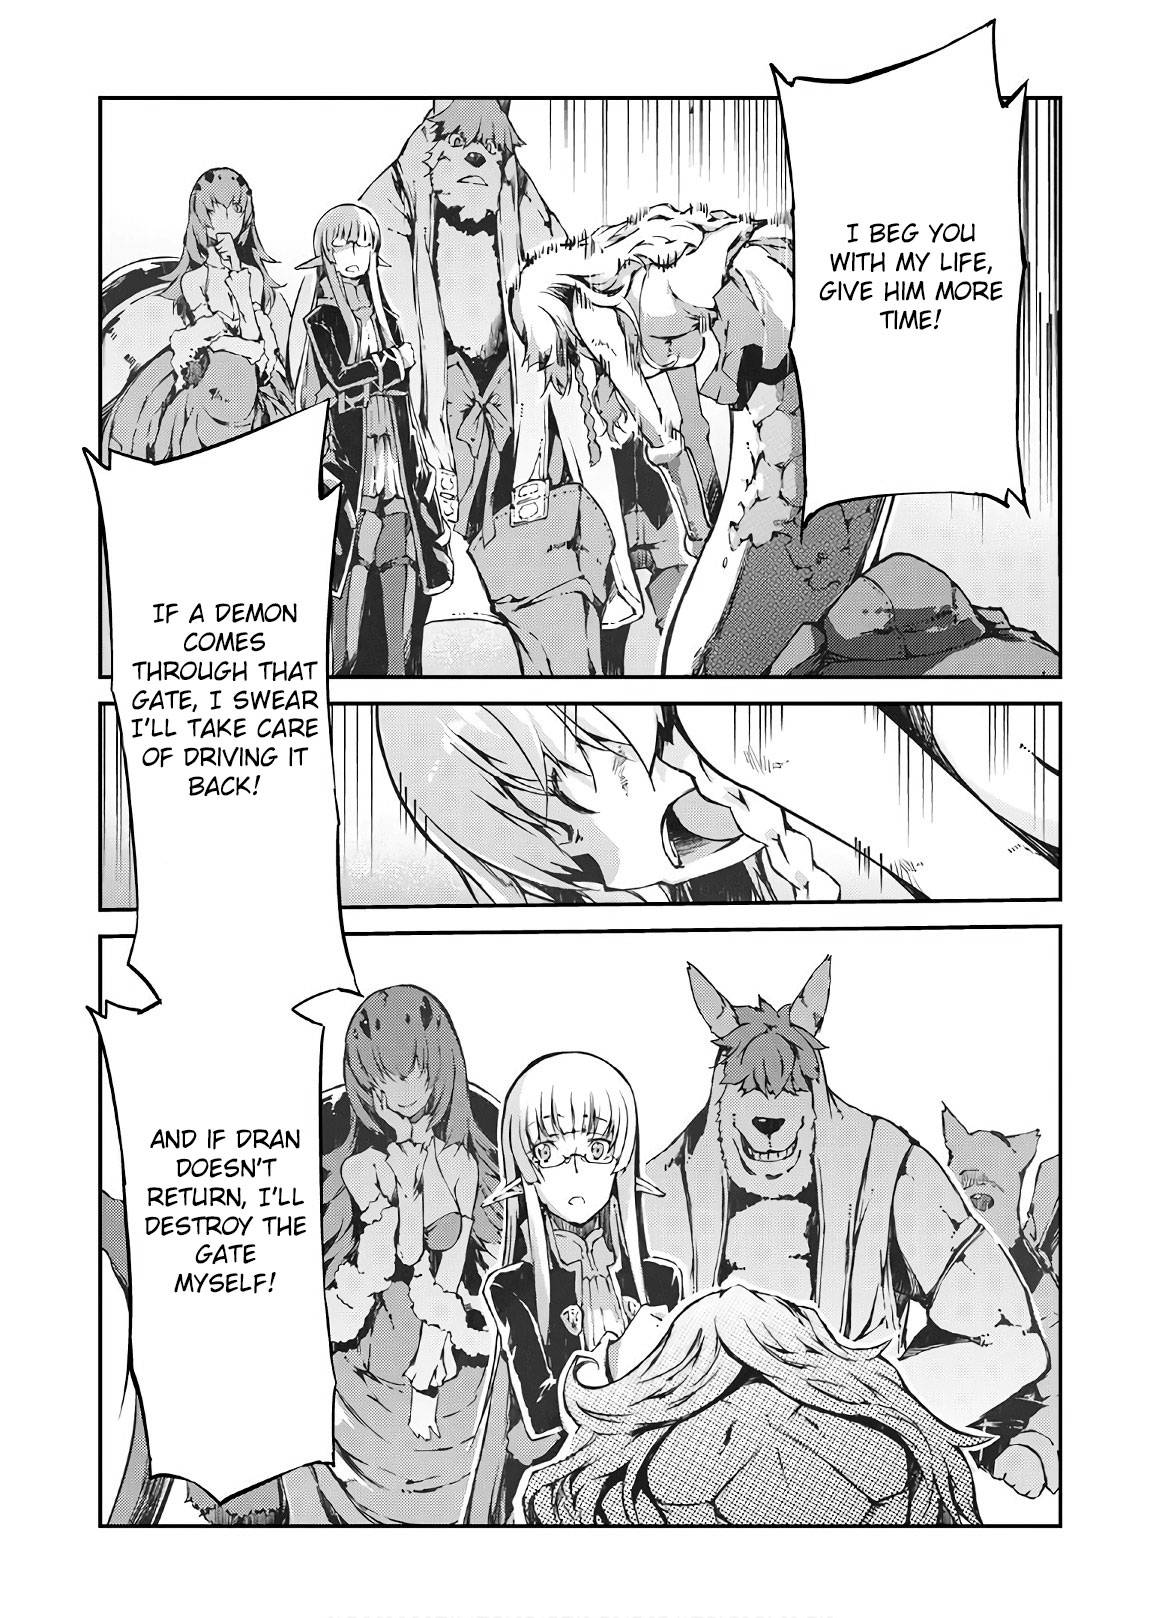 I BEG YOU
WITH MY LIFE,
GIVE HIM MORE
TIME!
IF A DEMON
COMES
THROUGH THAT
GATE, I SWEAR
I'LL TAKE CARE
OF DRIVING IT
BACK!
AND IF DRAN
DOESN'T
RETURN, I'LL
DESTROY THE
GATE
MYSELF!